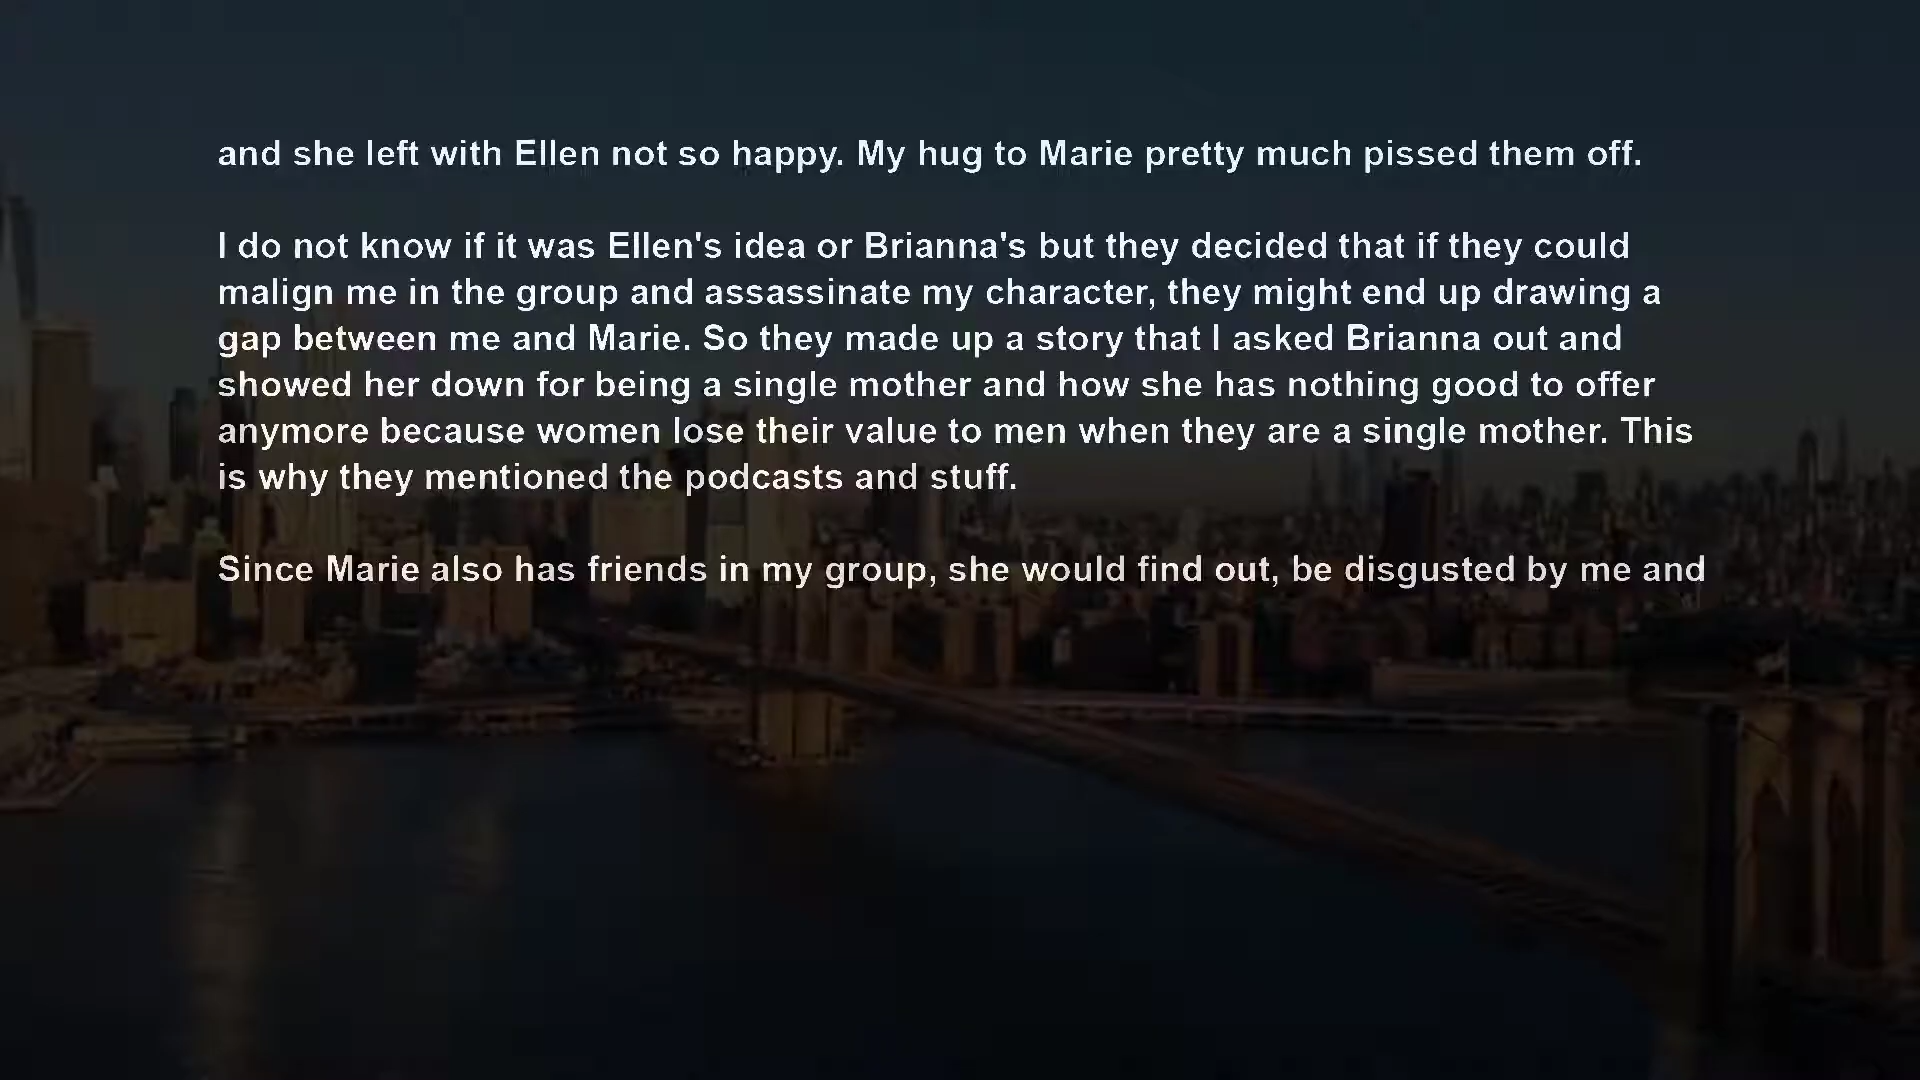 and she left with Ellen not so happy. My hug to Marie pretty much pissed them off.
I do not know if it was Ellen's idea or Brianna's but they decided that if they could
malign me in the group and assassinate my character, they might end up drawing a
gap between me and Marie. So they made up a story that I asked Brianna out and
showed her down for being a single mother and how she has nothing good to offer
anymore because women lose their value to men when they are a single mother. This
is why they mentioned the podcasts and stuff.
Since Marie also has friends in my group, she would find out, be disgusted by me and